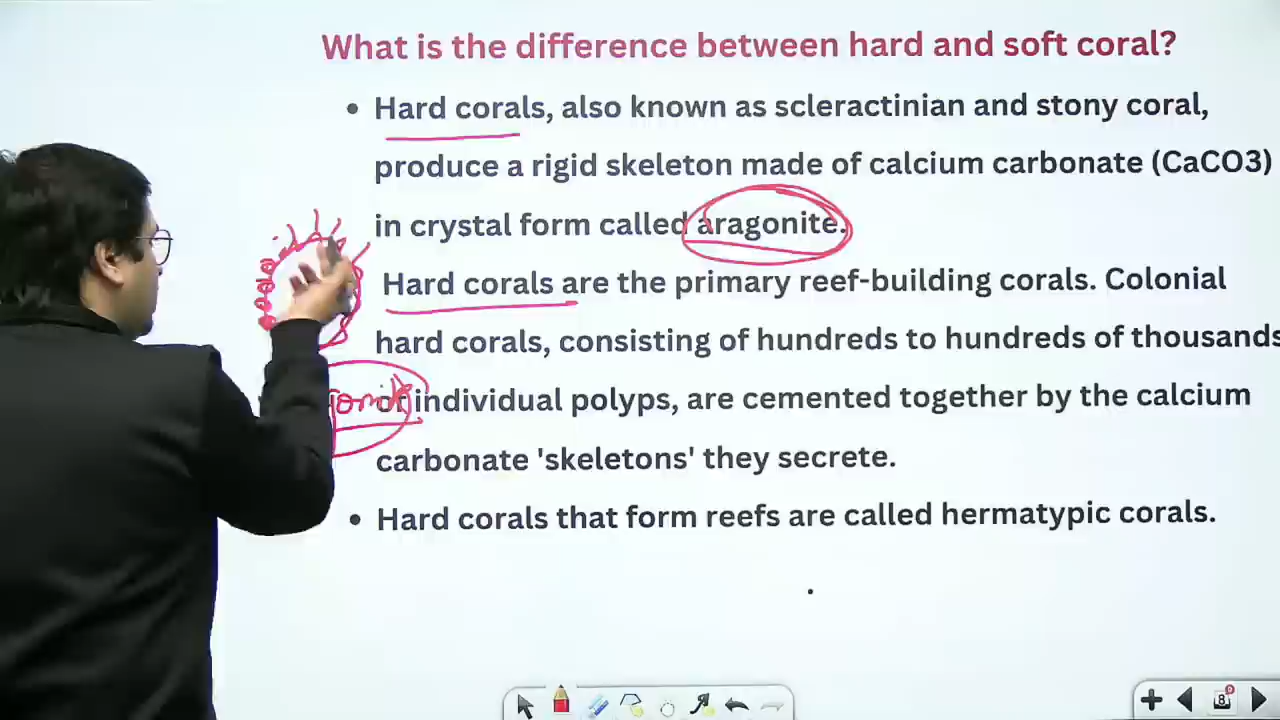 What is the difference between hard and soft coral?
• Hard corals, also known as scleractinian and stony coral,
produce a rigid skeleton made of calcium carbonate (CaCO3)
in crystal form called aragonite.
Hard corals are the primary reef-building corals. Colonial
hard corals, consisting of hundreds to hundreds of thousands
of individual polyps, are cemented together by the calcium
carbonate 'skeletons' they secrete.
• Hard corals that form reefs are called hermatypic corals.
8